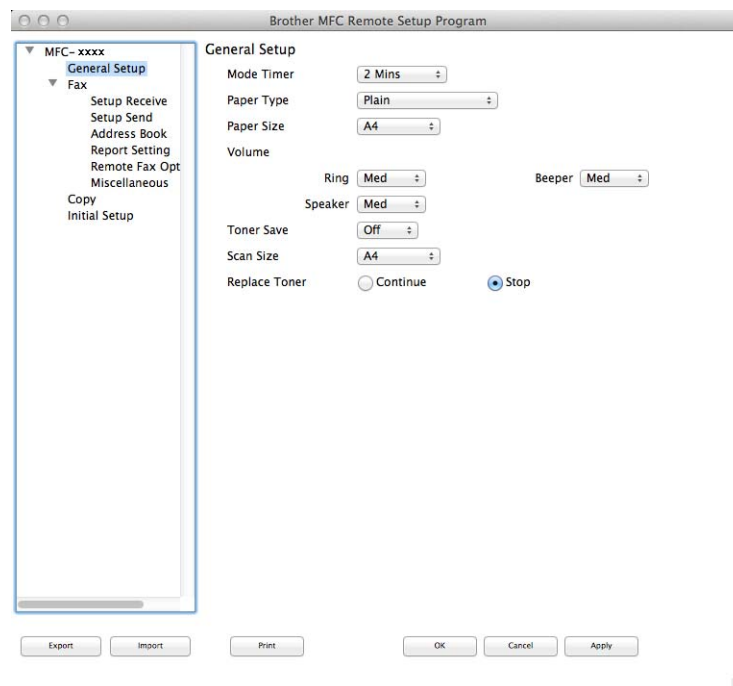 Brother MFC Remote Setup Program
MFC- xxxx
General Setup
Fax
Setup Receive
Setup Send
Address Book
Report Setting
Remote Fax Opt
Miscellaneous
Copy
Initial Setup
General Setup
Mode Timer 2 Mins
Paper Type Plain
Paper Size A4
Volume
Ring Med Beeper Med
Speaker Med
Toner Save Off
Scan Size A4
Replace Toner Continue Stop
Export Import Print OK Cancel Apply